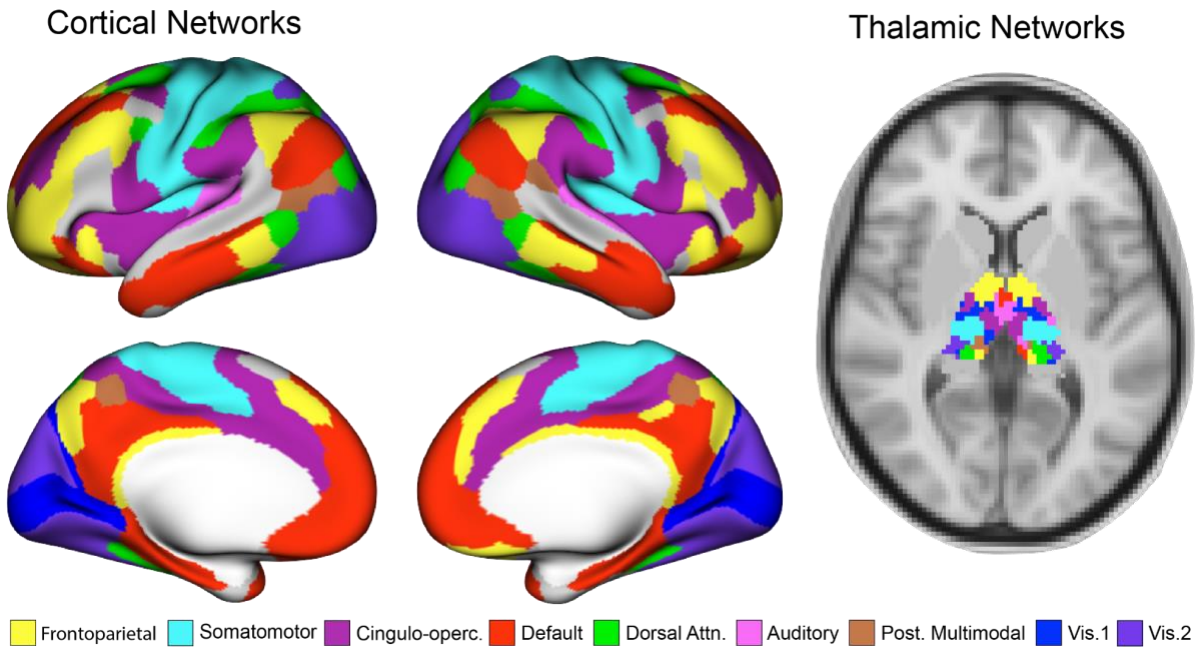 Cortical Networks
Thalamic Networks
Frontoparietal Somatomotor Cingulo-operc. Default Dorsal Attn. Auditory Post. Multimodal Vis.1 Vis.2